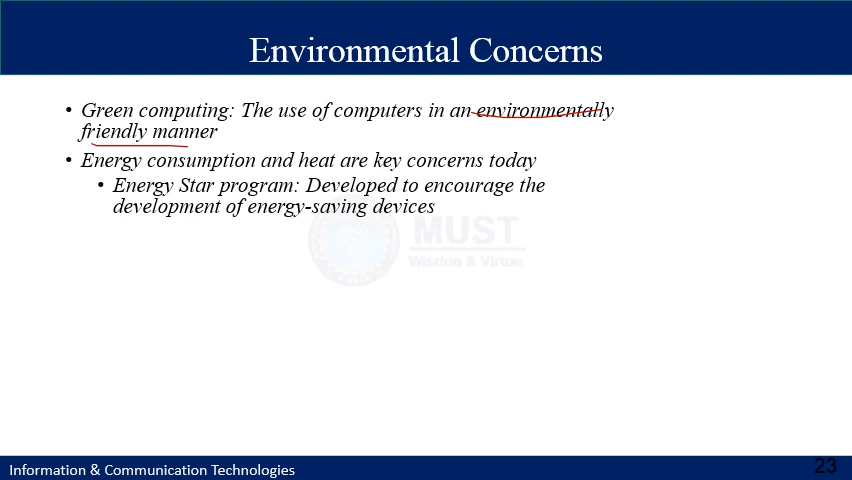 Environmental Concerns
• Green computing: The use of computers in an environmentally
friendly manner
• Energy consumption and heat are key concerns today
• Energy Star program: Developed to encourage the
development of energy-saving devices
MUST
Wisdom & Virtue
Information & Communication Technologies
23